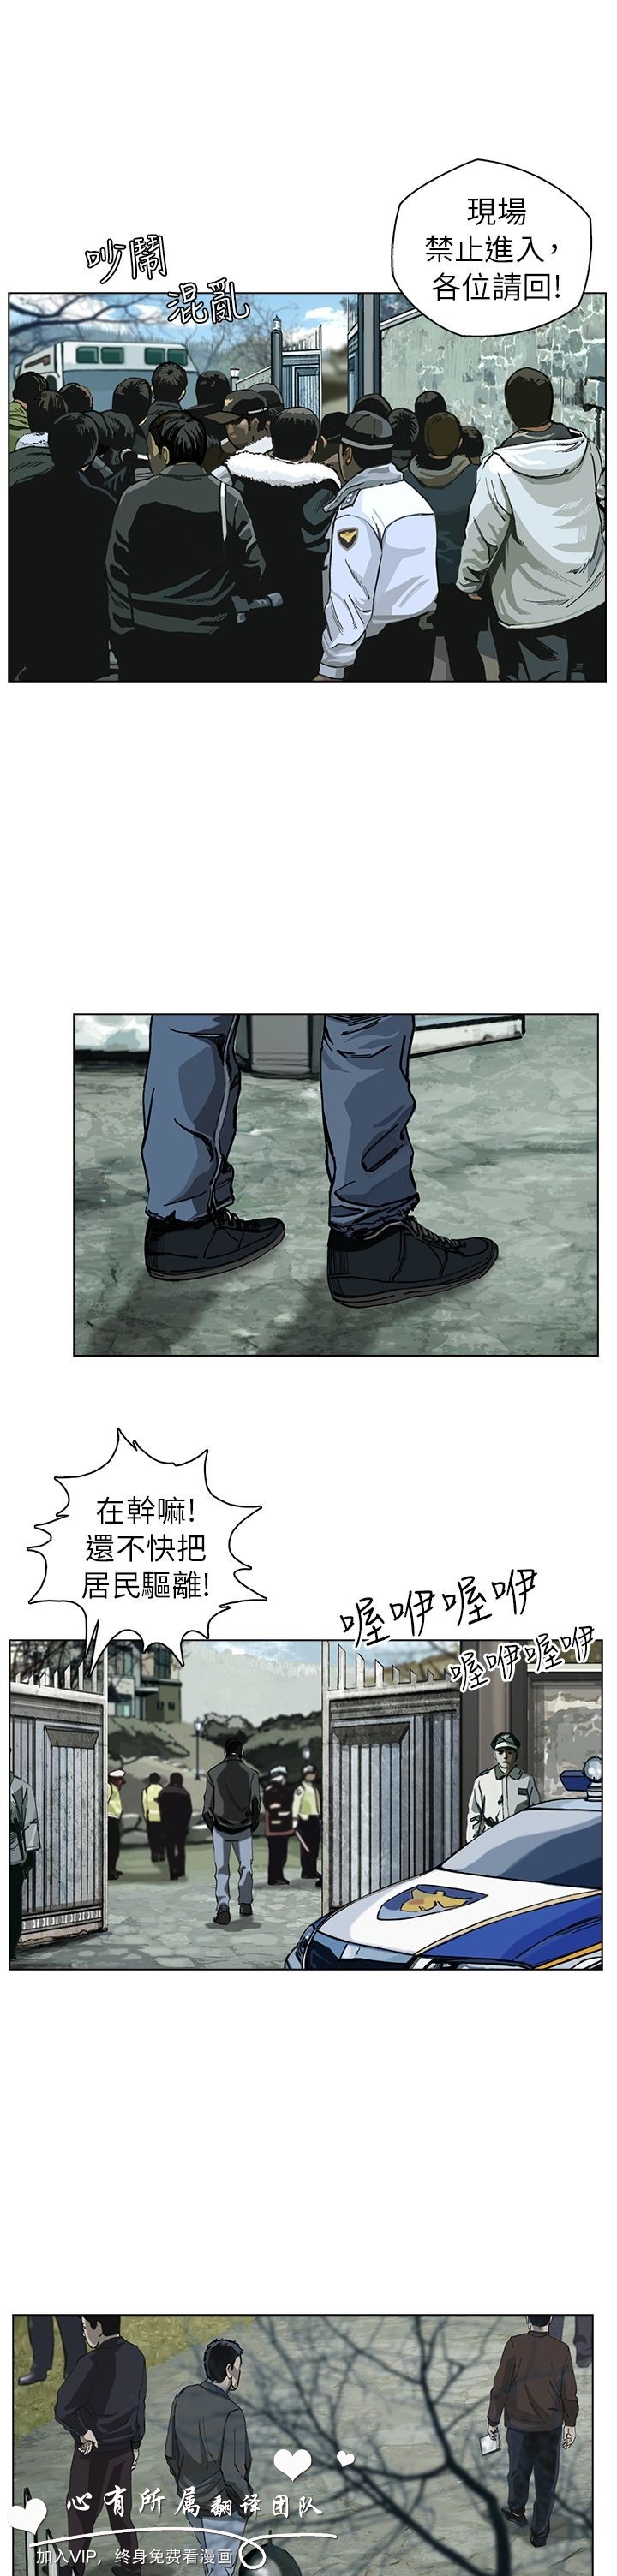 現場
禁止進入，
各位請回!
吵鬧
混亂
在幹嘛!
還不快把
居民驅離!
喔咿喔咿
喔咿喔咿
心有所属翻译团队
加入VIP，终身免费看漫画